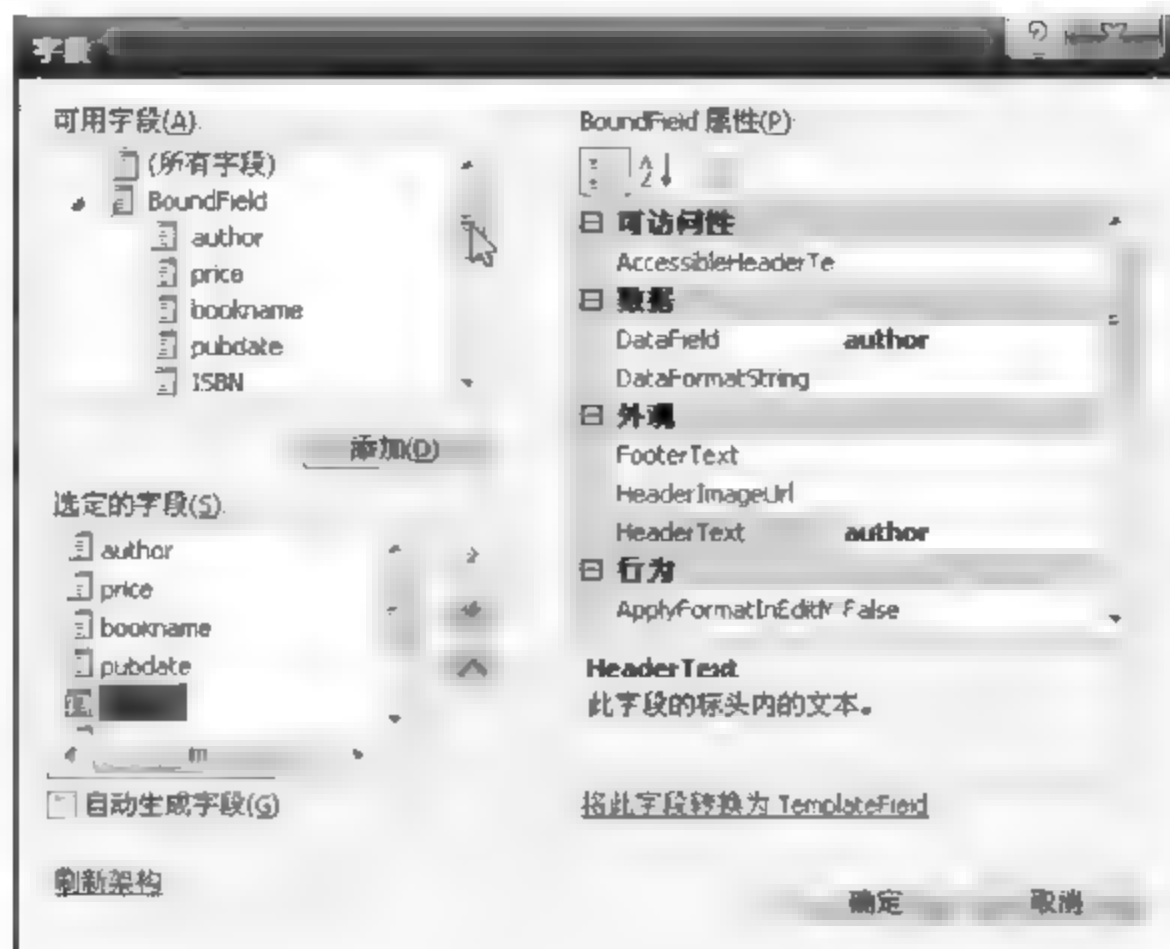 字段
可用字段(A)
(所有字段)
BoundField
author
price
bookname
pubdate
ISBN
添加(D)
选定的字段(S)
author
price
bookname
pubdate
自动生成字段(G)
刷新架构
BoundField 属性(P)
可访问性
AccessibleHeaderTe
数据
DataField author
DataFormatString
外观
FooterText
HeaderImageUrl
HeaderText author
行为
ApplyFormatInEditM False
HeaderText
此字段的标头内的文本。
将此字段转换为 TemplateField
确定 取消